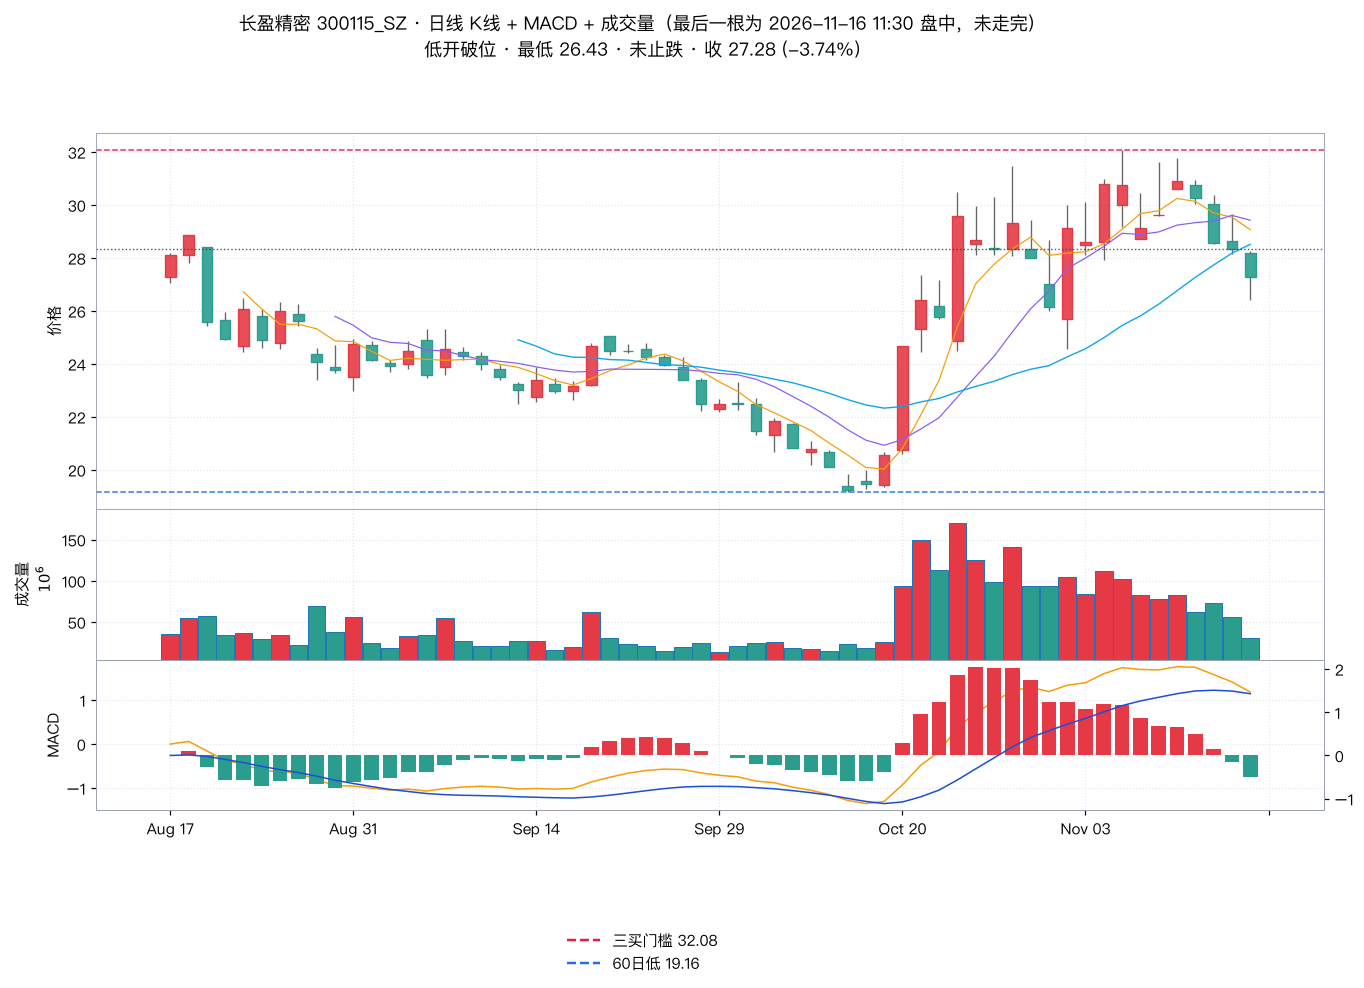 长盈精密 300115_SZ · 日线 K线 + MACD + 成交量（最后一根为 2026−11−16 11:30 盘中，未走完）
低开破位 · 最低 26.43 · 未止跌 · 收 27.28 (−3.74%)
价格
32
30
28
26
24
22
20
成交量
10⁶
150
100
50
MACD
1
0
−1
2
1
0
−1
Aug 17
Aug 31
Sep 14
Sep 29
Oct 20
Nov 03
三买门槛 32.08
60日低 19.16